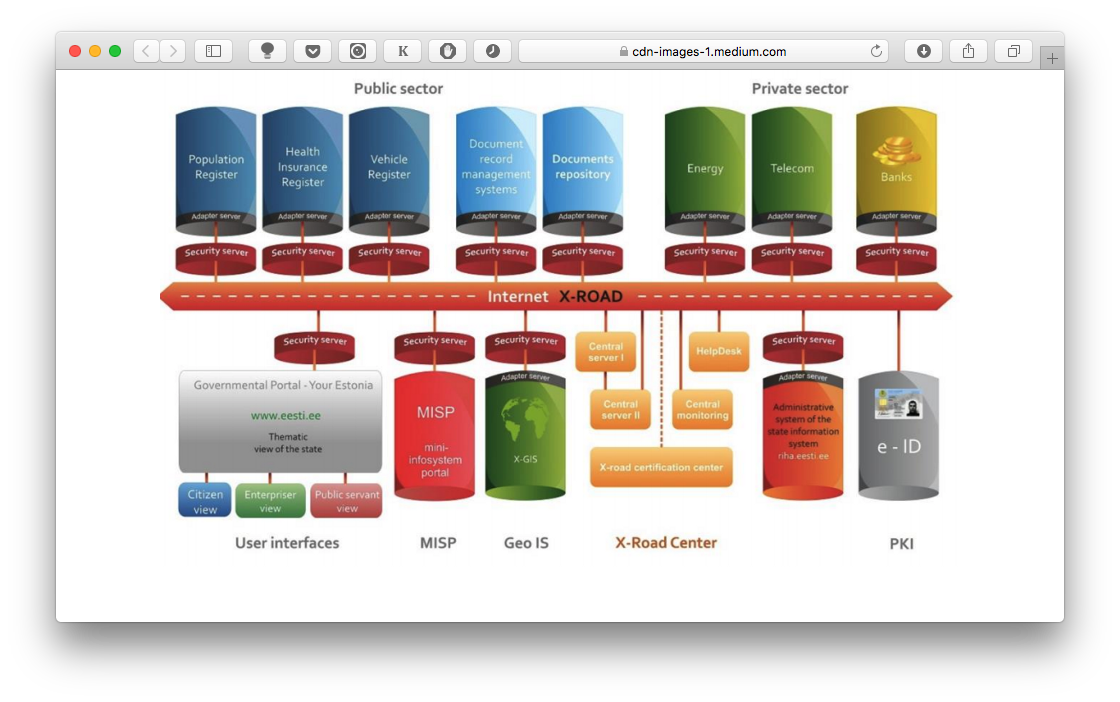 cdn-images-1.medium.com
K
Public sector
Private sector
Population
Register
Health
Insurance
Register
Vehicle
Register
Document
record
management
systems
Documents
repository
Energy
Telecom
Banks
Adapter server
Adapter server
Adapter server
Adapter server
Adapter server
Adapter server
Adapter server
Adapter server
Security server
Security server
Security server
Security server
Security server
Security server
Security server
Security server
Internet X-ROAD
Security server
Security server
Security server
Central
server I
HelpDesk
Security server
Governmental Portal - Your Estonia
www.eesti.ee
Thematic
view of the state
MISP
mini-
infosystem
portal
Adapter server
X-GIS
Central
server II
Central
monitoring
X-road certification center
Adapter server
Administrative
system of the
state information
system
riha.eesti.ee
e - ID
Citizen
view
Enterpriser
view
Public servant
view
User interfaces
MISP
Geo IS
X-Road Center
PKI